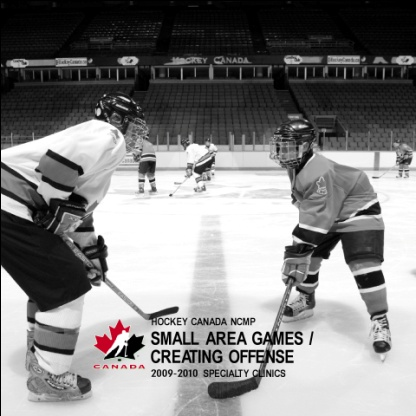 HOCKEY CANADA
HOCKEY CANADA NCMP
SMALL AREA GAMES /
CREATING OFFENSE
CANADA
2009-2010 SPECIALTY CLINICS